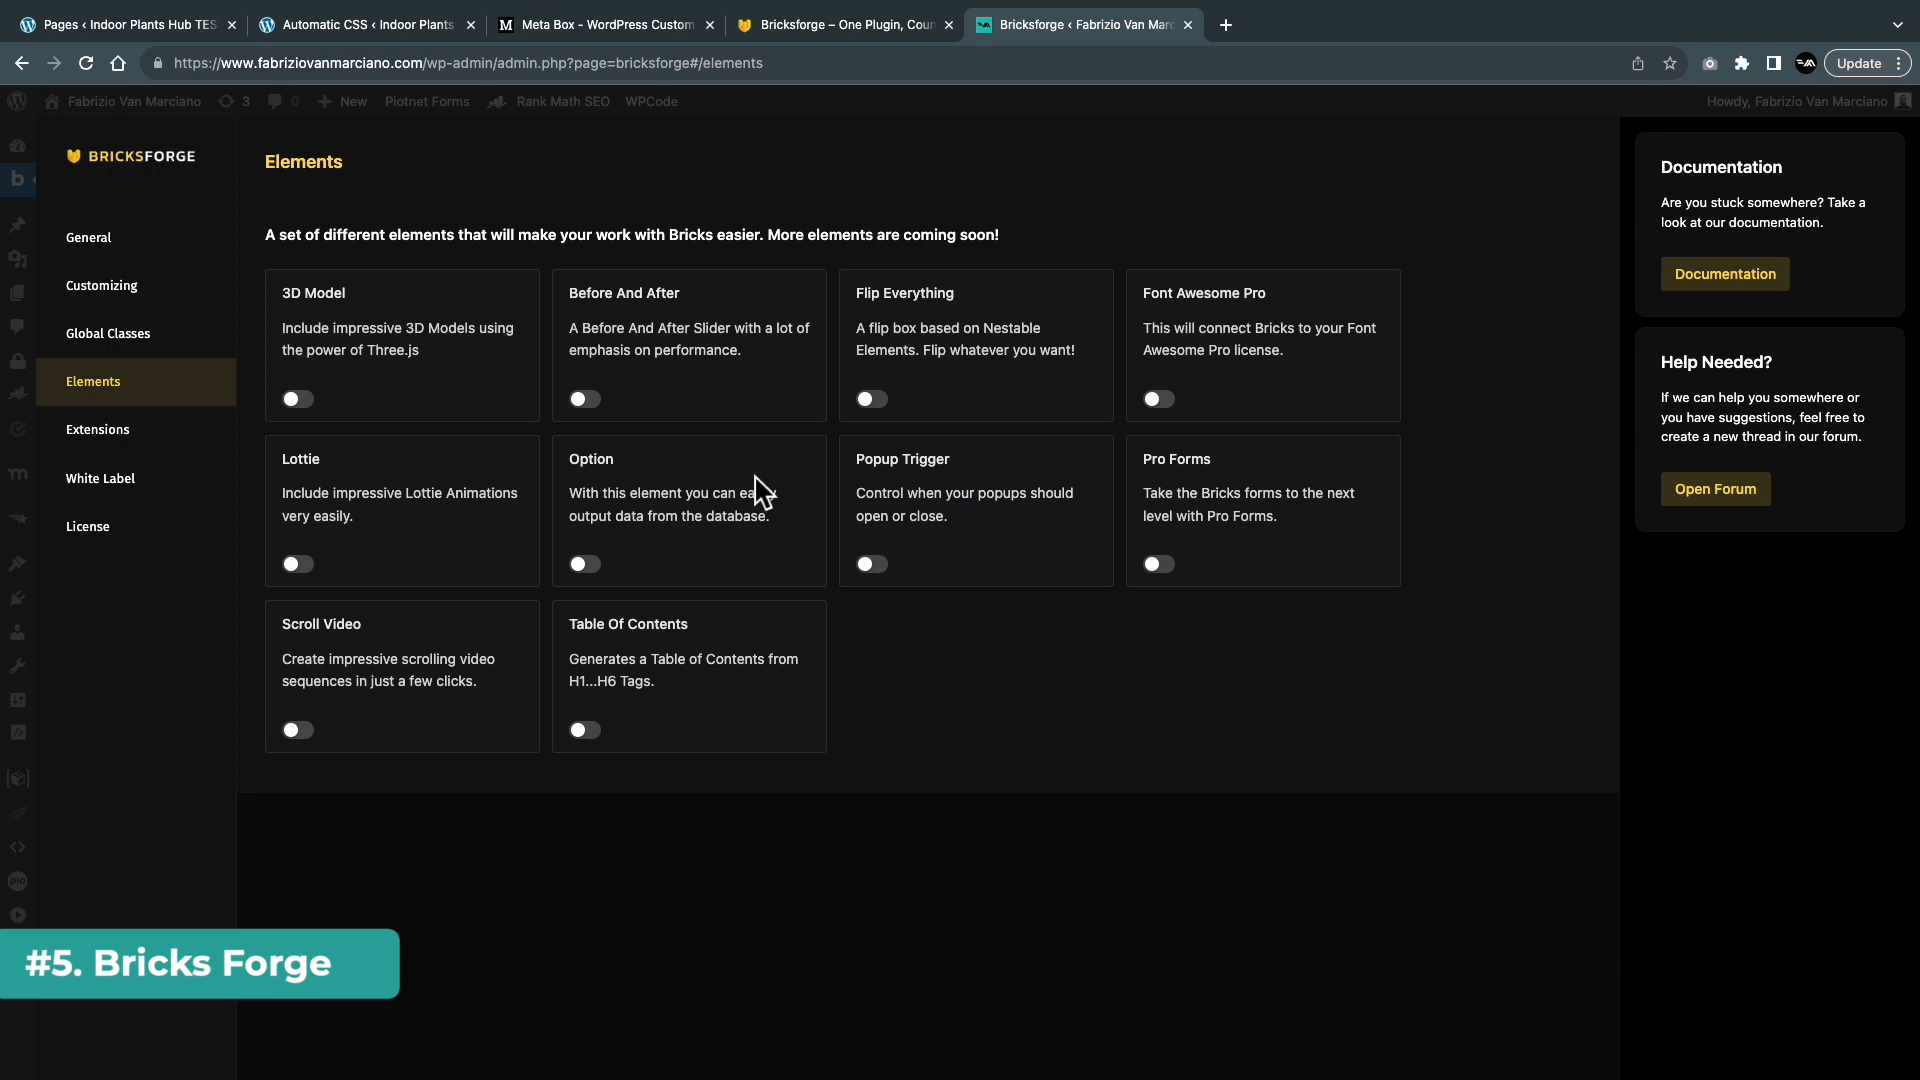 Pages ‹ Indoor Plants Hub TES
Automatic CSS ‹ Indoor Plants
Meta Box - WordPress Custom
Bricksforge – One Plugin, Coun
Bricksforge ‹ Fabrizio Van Marc
https://www.fabriziovanmarciano.com/wp-admin/admin.php?page=bricksforge#/elements
Update
Fabrizio Van Marciano
3
0
New
Piotnet Forms
Rank Math SEO
WPCode
Howdy, Fabrizio Van Marciano
BRICKSFORGE
General
Customizing
Global Classes
Elements
Extensions
White Label
License
Elements
A set of different elements that will make your work with Bricks easier. More elements are coming soon!
3D Model
Include impressive 3D Models using
the power of Three.js
Before And After
A Before And After Slider with a lot of
emphasis on performance.
Flip Everything
A flip box based on Nestable
Elements. Flip whatever you want!
Font Awesome Pro
This will connect Bricks to your Font
Awesome Pro license.
Lottie
Include impressive Lottie Animations
very easily.
Option
With this element you can easily
output data from the database.
Popup Trigger
Control when your popups should
open or close.
Pro Forms
Take the Bricks forms to the next
level with Pro Forms.
Scroll Video
Create impressive scrolling video
sequences in just a few clicks.
Table Of Contents
Generates a Table of Contents from
H1...H6 Tags.
Documentation
Are you stuck somewhere? Take a
look at our documentation.
Documentation
Help Needed?
If we can help you somewhere or
you have suggestions, feel free to
create a new thread in our forum.
Open Forum
#5. Bricks Forge